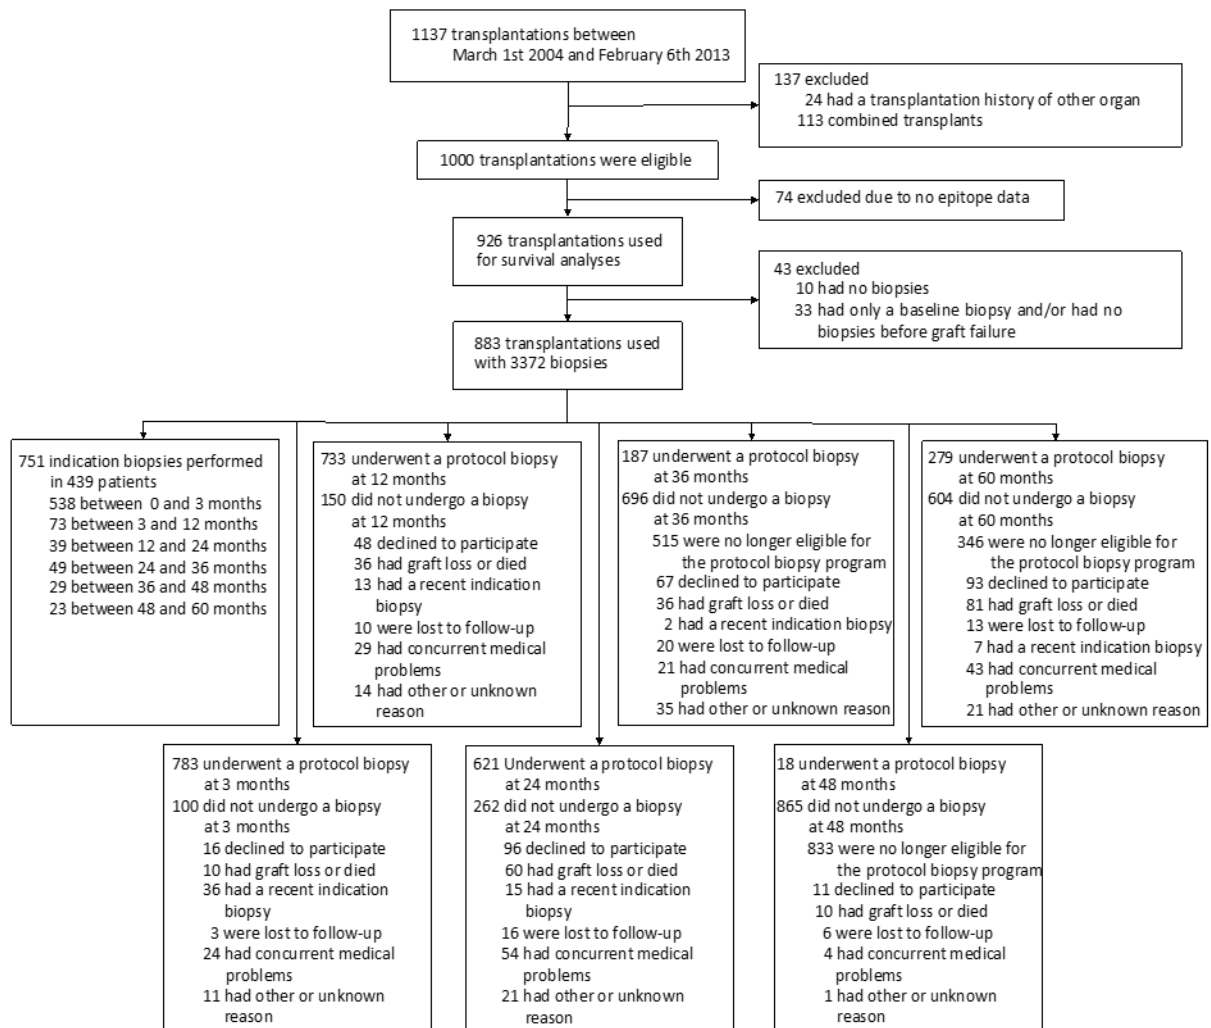 1137 transplantations between
March 1st 2004 and February 6th 2013
137 excluded
24 had a transplantation history of other organ
113 combined transplants
1000 transplantations were eligible
74 excluded due to no epitope data
926 transplantations used
for survival analyses
43 excluded
10 had no biopsies
33 had only a baseline biopsy and/or had no
biopsies before graft failure
883 transplantations used
with 3372 biopsies
751 indication biopsies performed
in 439 patients
538 between 0 and 3 months
73 between 3 and 12 months
39 between 12 and 24 months
49 between 24 and 36 months
29 between 36 and 48 months
23 between 48 and 60 months
733 underwent a protocol biopsy
at 12 months
150 did not undergo a biopsy
at 12 months
48 declined to participate
36 had graft loss or died
13 had a recent indication
biopsy
10 were lost to follow-up
29 had concurrent medical
problems
14 had other or unknown
reason
187 underwent a protocol biopsy
at 36 months
696 did not undergo a biopsy
at 36 months
515 were no longer eligible for
the protocol biopsy program
67 declined to participate
36 had graft loss or died
2 had a recent indication biopsy
20 were lost to follow-up
21 had concurrent medical
problems
35 had other or unknown reason
279 underwent a protocol biopsy
at 60 months
604 did not undergo a biopsy
at 60 months
346 were no longer eligible for
the protocol biopsy program
93 declined to participate
81 had graft loss or died
13 were lost to follow-up
7 had a recent indication biopsy
43 had concurrent medical
problems
21 had other or unknown reason
783 underwent a protocol biopsy
at 3 months
100 did not undergo a biopsy
at 3 months
16 declined to participate
10 had graft loss or died
36 had a recent indication
biopsy
3 were lost to follow-up
24 had concurrent medical
problems
11 had other or unknown
reason
621 Underwent a protocol biopsy
at 24 months
262 did not undergo a biopsy
at 24 months
96 declined to participate
60 had graft loss or died
15 had a recent indication
biopsy
16 were lost to follow-up
54 had concurrent medical
problems
21 had other or unknown
reason
18 underwent a protocol biopsy
at 48 months
865 did not undergo a biopsy
at 48 months
833 were no longer eligible for
the protocol biopsy program
11 declined to participate
10 had graft loss or died
6 were lost to follow-up
4 had concurrent medical
problems
1 had other or unknown
reason